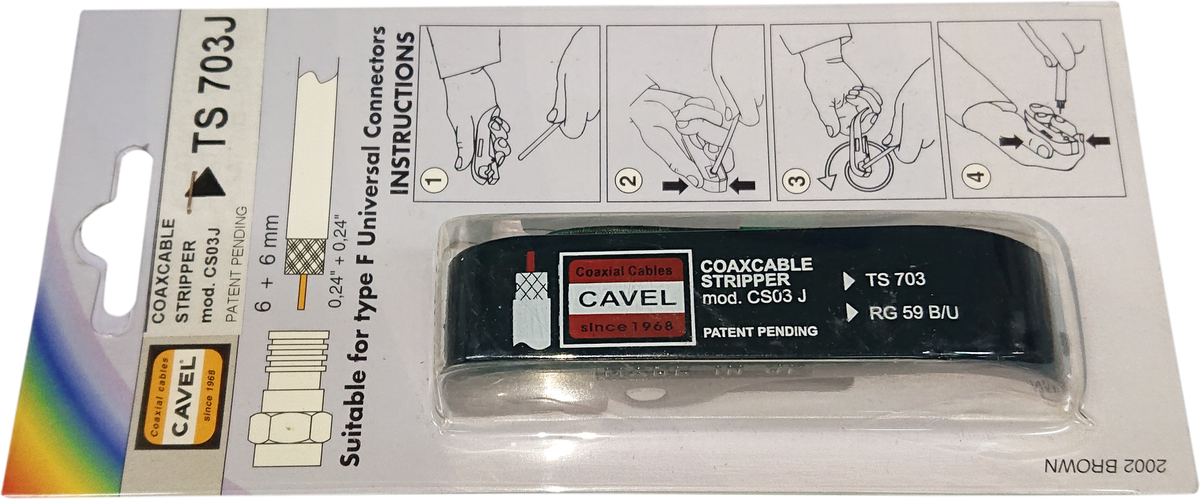 COAXCABLE
STRIPPER
mod. CS03J
PATENT PENDING
TS 703J
Coaxial cables
CAVEL®
since 1968
6 + 6 mm
0,24" + 0,24"
Suitable for type F Universal Connectors
INSTRUCTIONS
1
2
3
4
Coaxial Cables
CAVEL
since 1968
COAXCABLE
STRIPPER
mod. CS03 J
PATENT PENDING
TS 703
RG 59 B/U
MADE IN
2002 BROWN